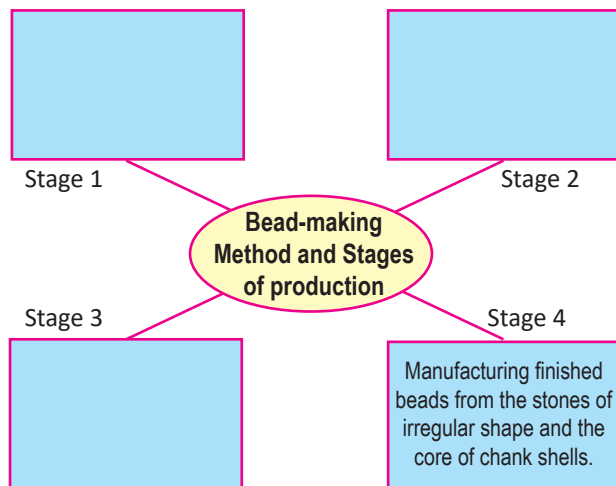 Stage 1
Stage 2
Bead-making
Method and Stages
of production
Stage 3
Stage 4
Manufacturing finished
beads from the stones of
irregular shape and the
core of chank shells.